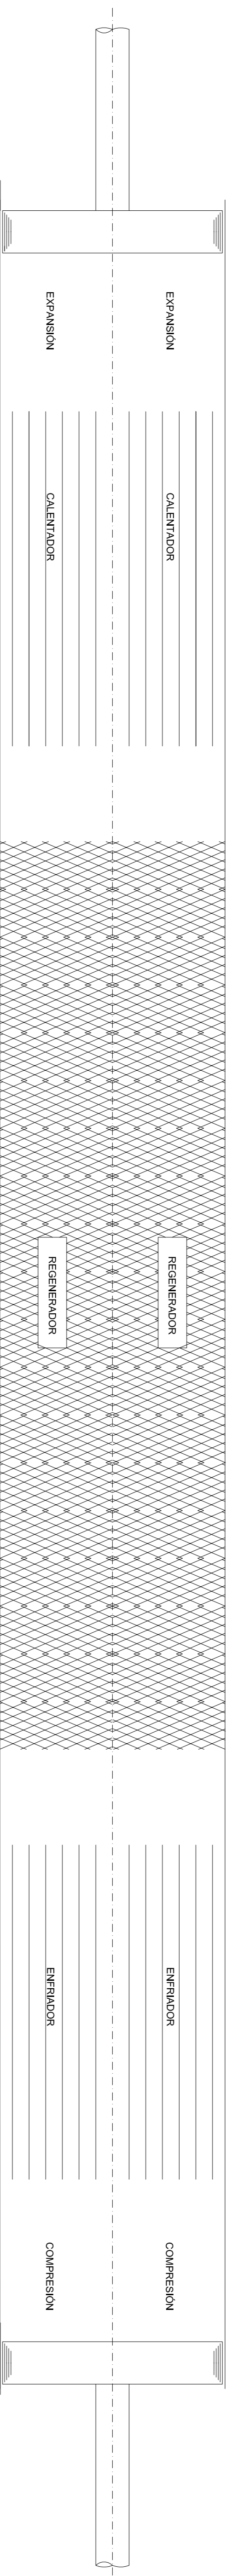 EXPANSIÓN
EXPANSIÓN
CALENTADOR
CALENTADOR
REGENERADOR
REGENERADOR
ENFRIADOR
ENFRIADOR
COMPRESIÓN
COMPRESIÓN